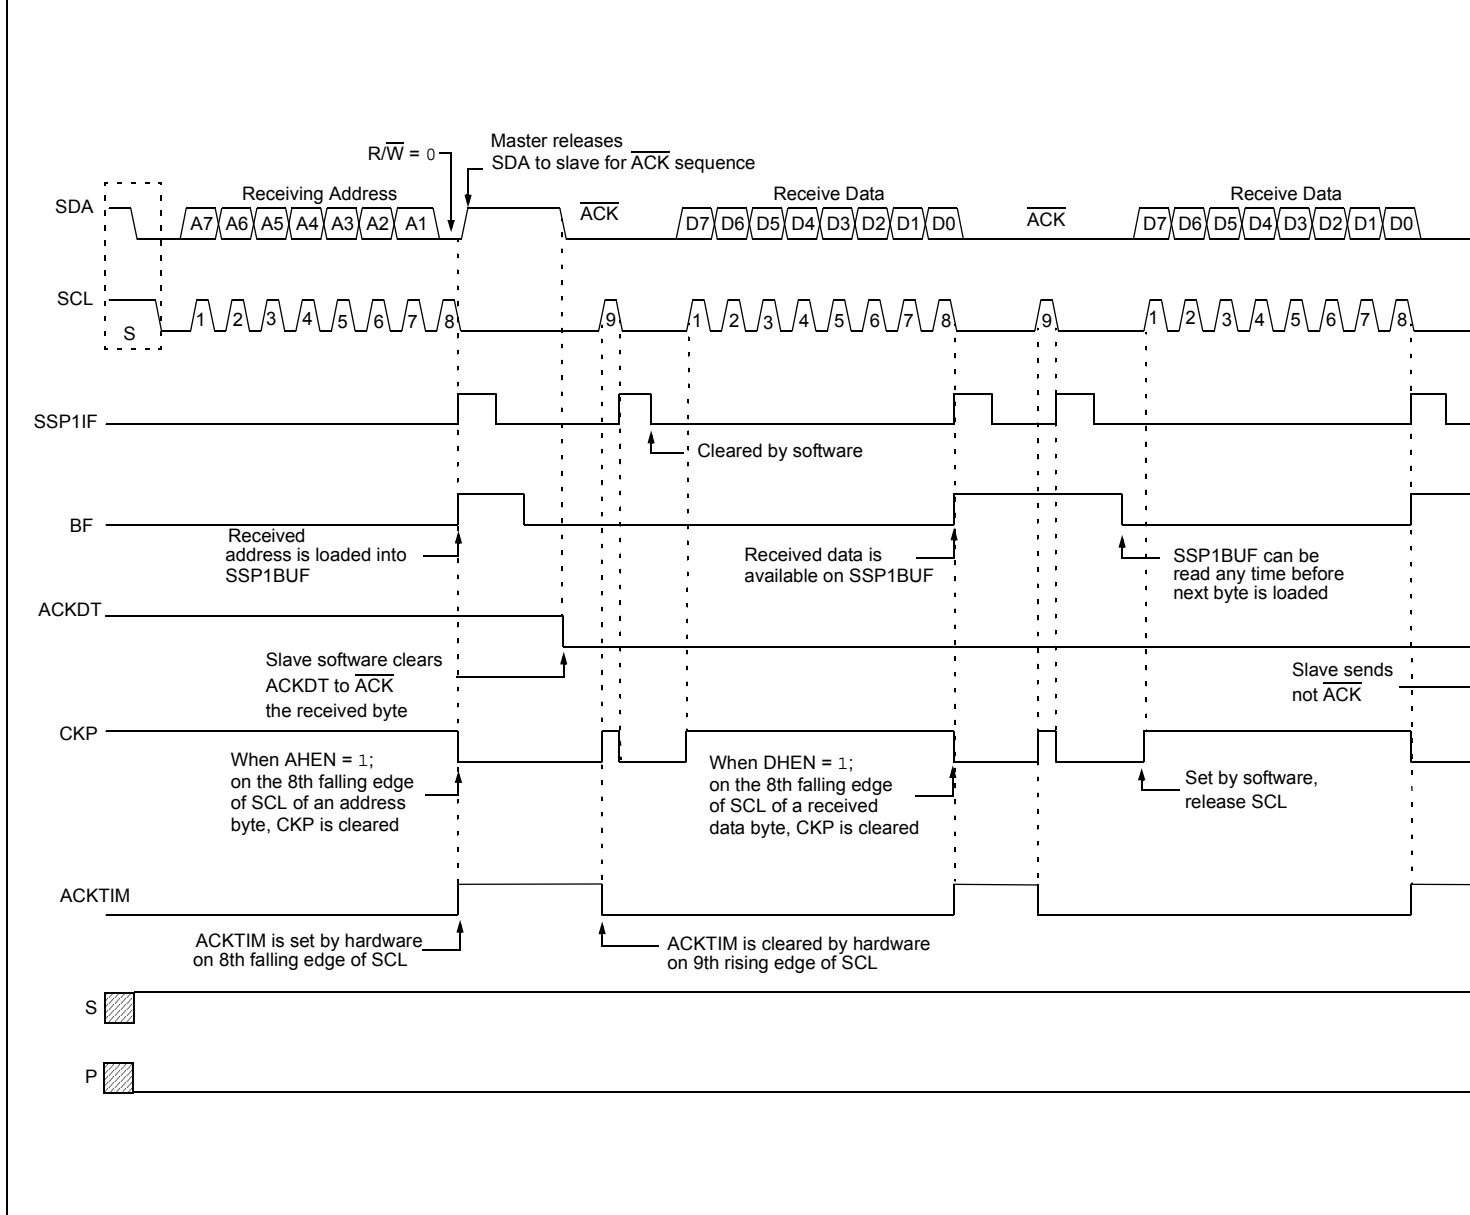 Master releases
R/W = 0
SDA to slave for ACK sequence
Receiving Address
Receive Data
Receive Data
SDA
A7 A6 A5 A4 A3 A2 A1
ACK
D7 D6 D5 D4 D3 D2 D1 D0
ACK
D7 D6 D5 D4 D3 D2 D1 D0
SCL
S
1 2 3 4 5 6 7 8
9
1 2 3 4 5 6 7 8
9
1 2 3 4 5 6 7 8
SSP1IF
Cleared by software
BF
Received
address is loaded into
SSP1BUF
Received data is
available on SSP1BUF
SSP1BUF can be
read any time before
next byte is loaded
ACKDT
Slave software clears
ACKDT to ACK
the received byte
Slave sends
not ACK
CKP
When AHEN = 1;
on the 8th falling edge
of SCL of an address
byte, CKP is cleared
When DHEN = 1;
on the 8th falling edge
of SCL of a received
data byte, CKP is cleared
Set by software,
release SCL
ACKTIM
ACKTIM is set by hardware
on 8th falling edge of SCL
ACKTIM is cleared by hardware
on 9th rising edge of SCL
S
P